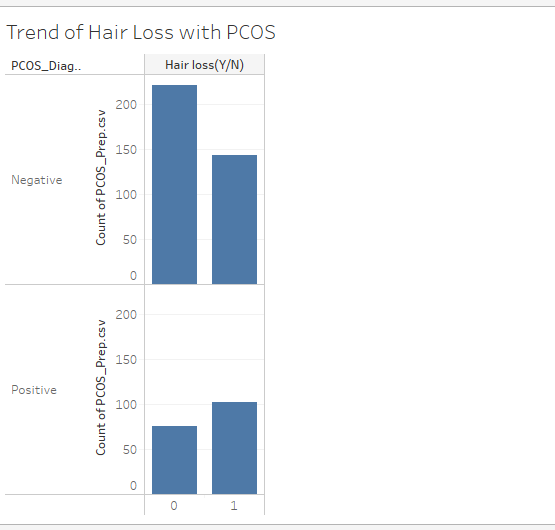 Trend of Hair Loss with PCOS
PCOS_Diag..
Hair loss(Y/N)
Negative
Count of PCOS_Prep.csv
200
150
100
50
0
Positive
Count of PCOS_Prep.csv
200
150
100
50
0
0
1